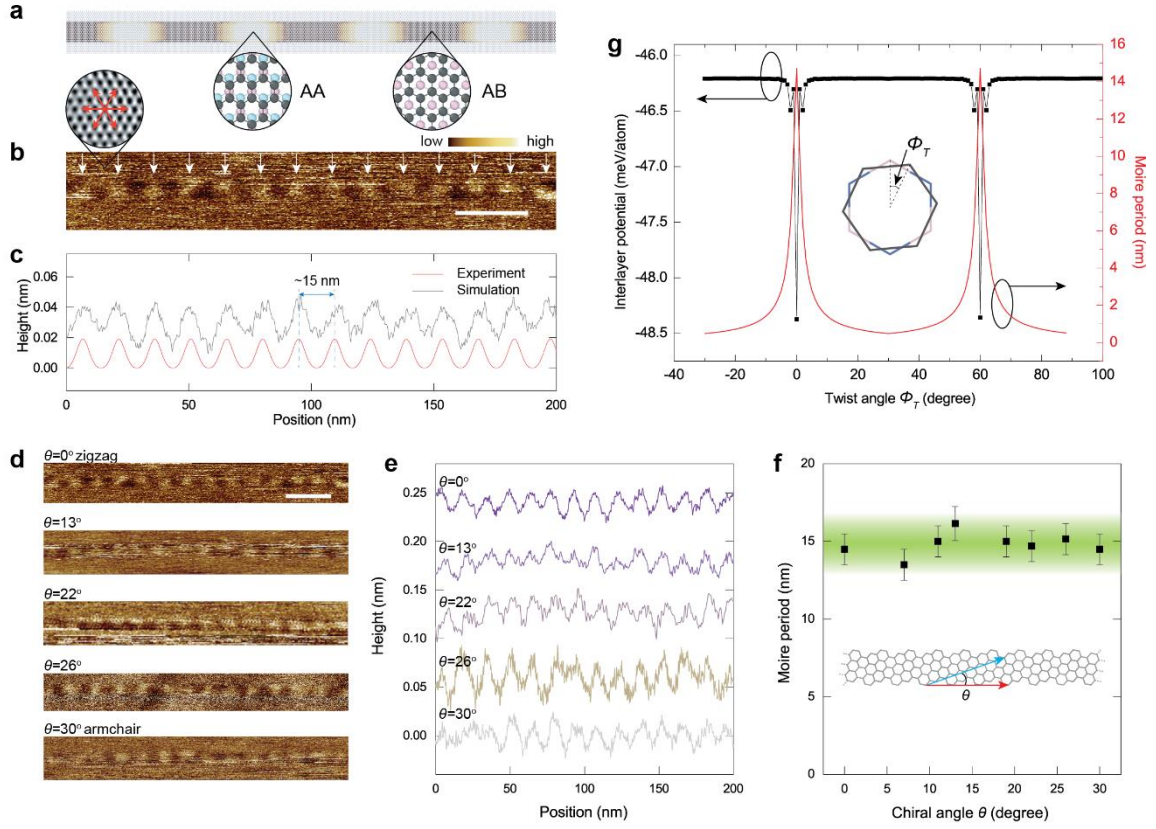 a
AA
AB
low
high
b
c
~15 nm
Experiment
Simulation
Height (nm)
0.06
0.04
0.02
0.00
0
50
100
150
200
Position (nm)
g
Interlayer potential (meV/atom)
-46.0
-46.5
-47.0
-47.5
-48.0
-48.5
Φ_T
16
14
12
10
8
6
4
2
0
Moire period (nm)
-40
-20
0
20
40
60
80
100
Twist angle Φ_T (degree)
d
θ=0° zigzag
θ=13°
θ=22°
θ=26°
θ=30° armchair
e
Height (nm)
0.25
0.20
0.15
0.10
0.05
0.00
θ=0°
θ=13°
θ=22°
θ=26°
θ=30°
0
50
100
150
200
Position (nm)
f
Moire period (nm)
20
15
10
5
0
θ
0
5
10
15
20
25
30
Chiral angle θ (degree)